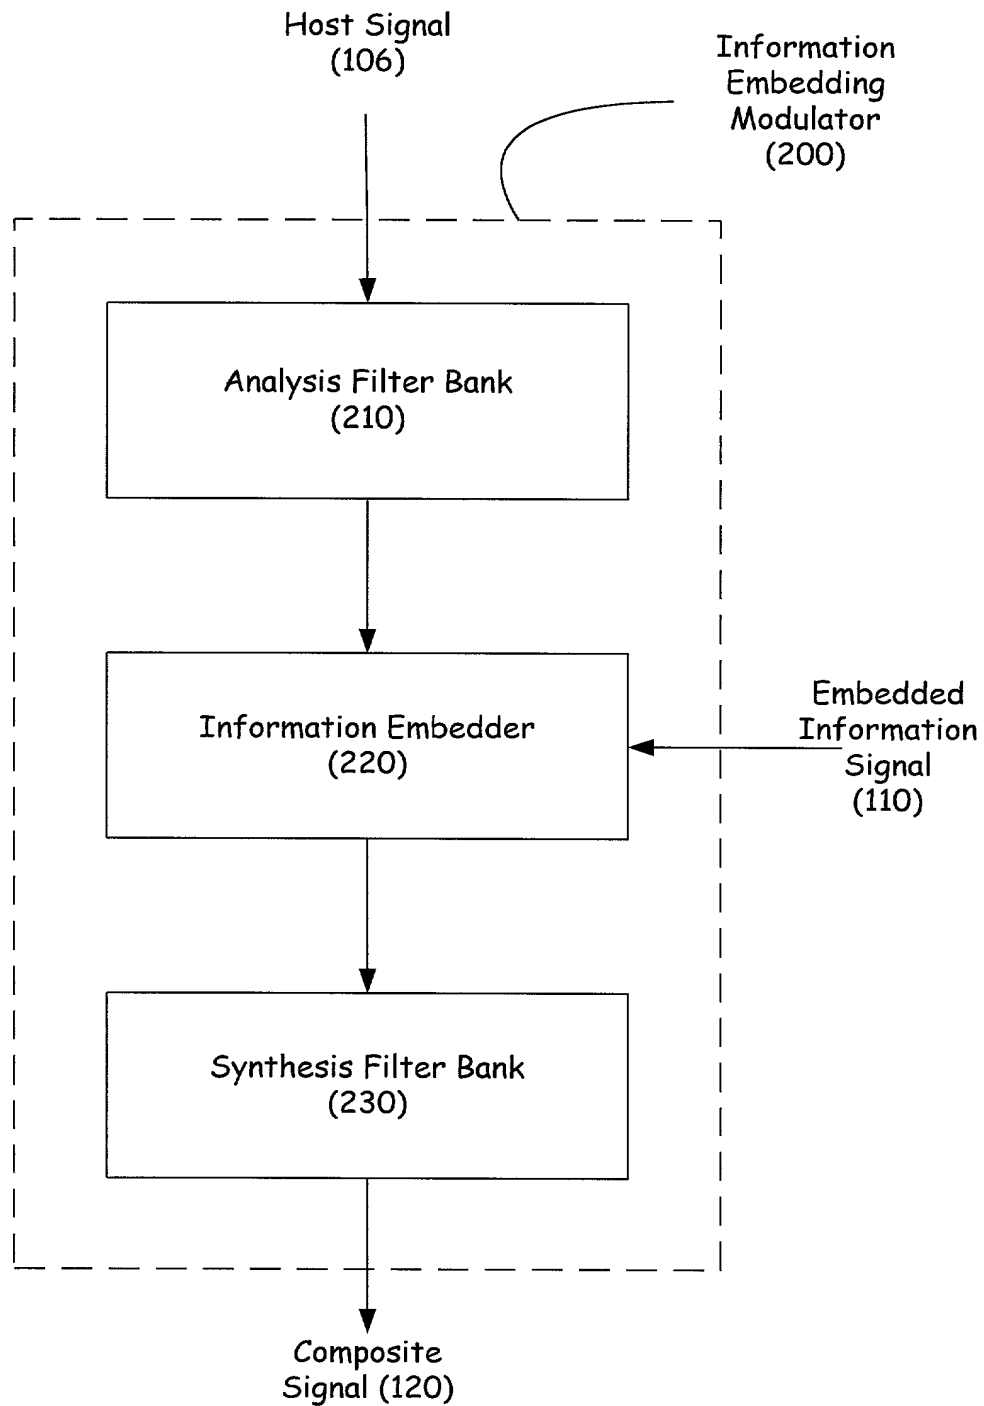 Host Signal
(106)
Information
Embedding
Modulator
(200)
Analysis Filter Bank
(210)
Information Embedder
(220)
Embedded
Information
Signal
(110)
Synthesis Filter Bank
(230)
Composite
Signal (120)